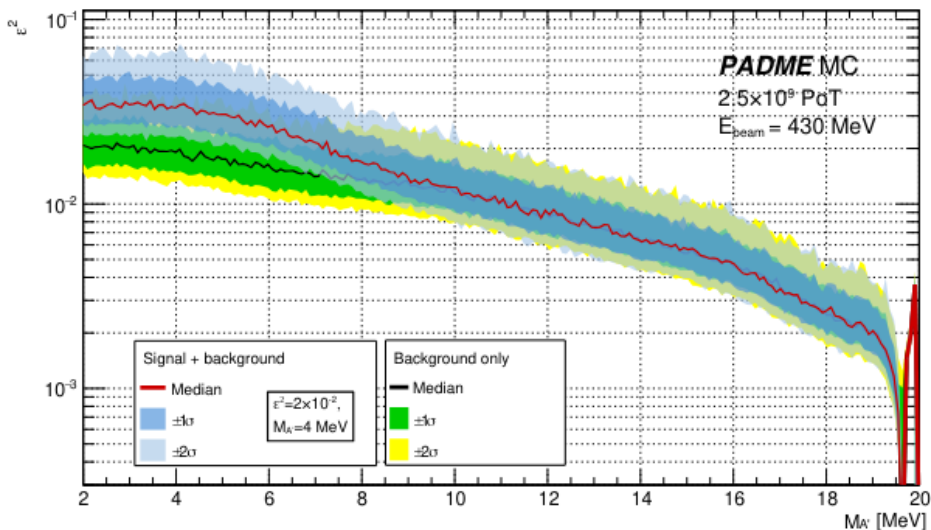 ε²
10⁻¹
10⁻²
10⁻³
PADME MC
2.5×10⁹ PoT
E_beam = 430 MeV
Signal + background
Median
±1σ
±2σ
ε²=2×10⁻²,
M_A'=4 MeV
Background only
Median
±1σ
±2σ
2 4 6 8 10 12 14 16 18 20
M_A' [MeV]